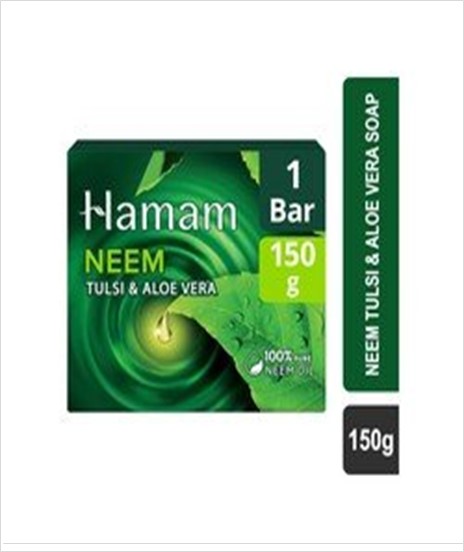 Hamam
NEEM
TULSI & ALOE VERA
1
Bar
150
g
100% PURE
NEEM OIL
NEEM TULSI & ALOE VERA SOAP
150g